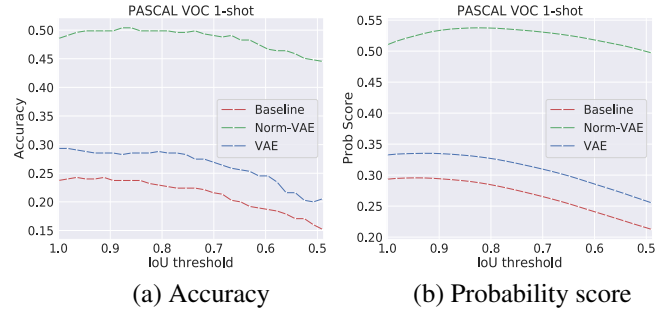 PASCAL VOC 1-shot
0.50
0.45
0.40
0.35
0.30
0.25
0.20
0.15
Accuracy
Baseline
Norm-VAE
VAE
1.0 0.9 0.8 0.7 0.6 0.5
IoU threshold
(a) Accuracy
PASCAL VOC 1-shot
0.55
0.50
0.45
0.40
0.35
0.30
0.25
0.20
Prob Score
Baseline
Norm-VAE
VAE
1.0 0.9 0.8 0.7 0.6 0.5
IoU threshold
(b) Probability score